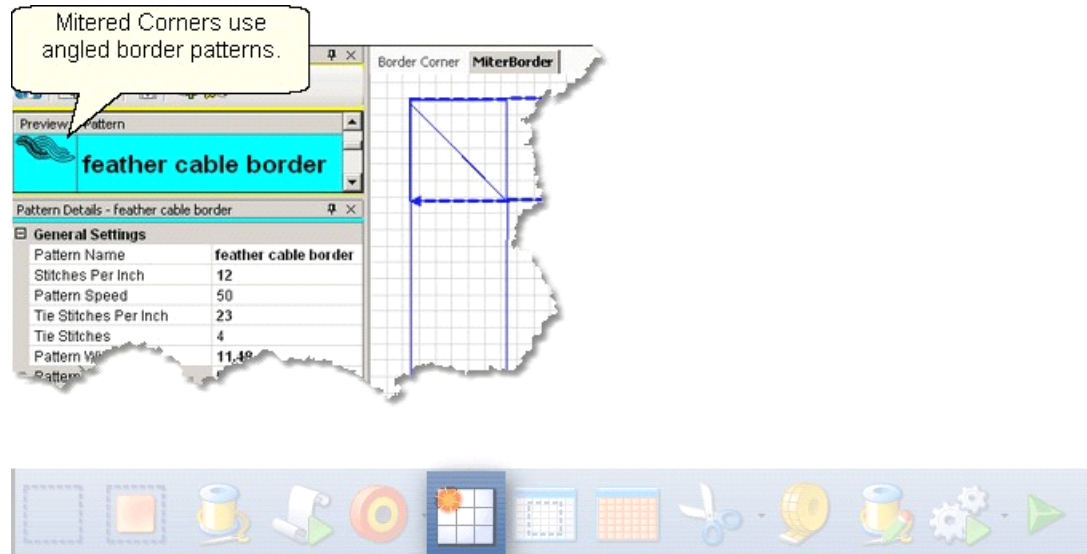 Mitered Corners use
angled border patterns.
Border Corner MiterBorder
Preview Pattern
feather cable border
Pattern Details - feather cable border
General Settings
Pattern Name feather cable border
Stitches Per Inch 12
Pattern Speed 50
Tie Stitches Per Inch 23
Tie Stitches 4
Pattern 11.48
Pattern